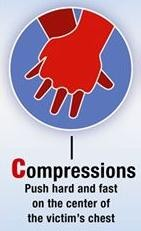 Compressions
Push hard and fast
on the center of
the victim's chest